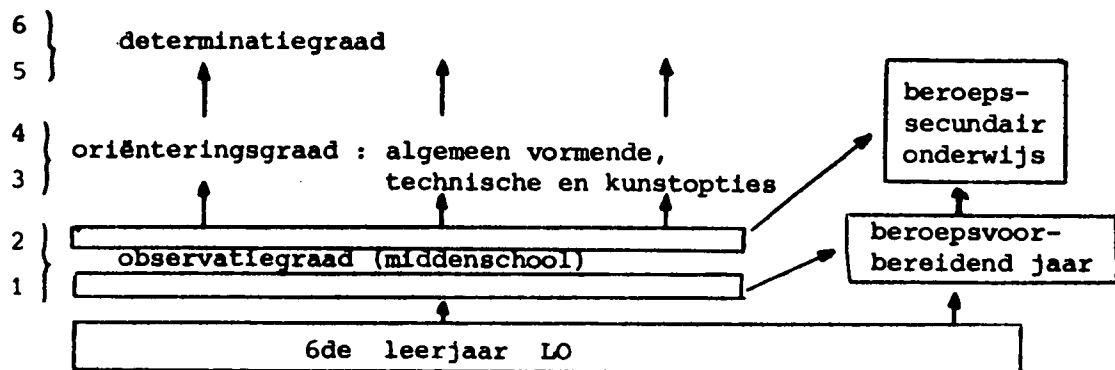 6
determinatiegraad
5
beroeps-
secundair
onderwijs
4
oriënteringsgraad : algemeen vormende,
3
technische en kunstopties
2
beroepsvoor-
bereidend jaar
observatiegraad (middenschool)
1
6de leerjaar LO